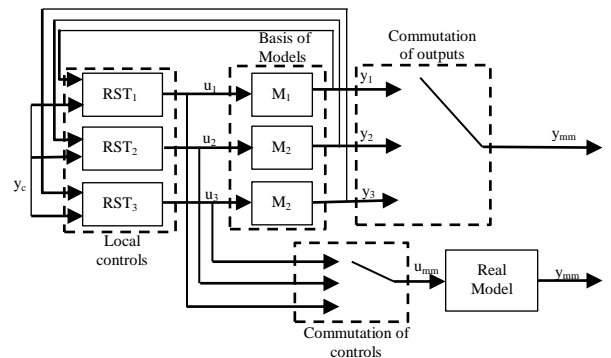 Basis of
Models
Commutation
of outputs
RST₁
u₁
M₁
y₁
RST₂
u₂
M₂
y₂
yₘₘ
y꜀
RST₃
u₃
M₂
y₃
Local
controls
uₘₘ
Real
Model
yₘₘ
Commutation of
controls